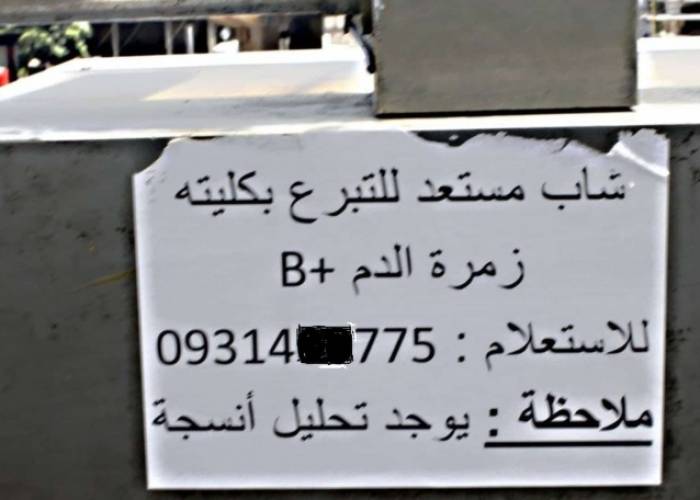 شاب مستعد للتبرع بكليته
زمرة الدم +B
للاستعلام : 09314 775
ملاحظة : يوجد تحليل أنسجة